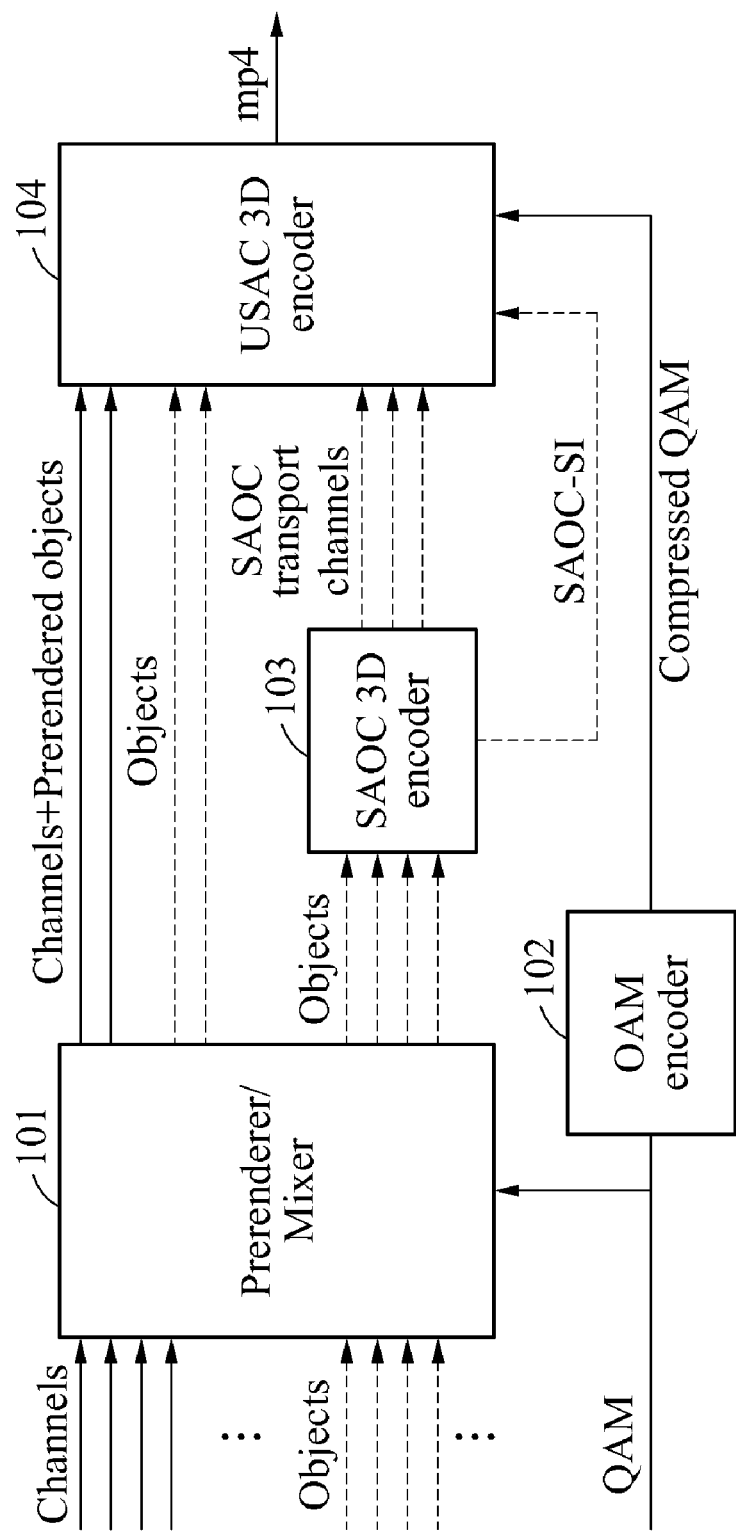 Channels
...
Objects
...
QAM
101
Prerenderer/
Mixer
102
OAM
encoder
Channels+Prerendered objects
Objects
Objects
103
SAOC 3D
encoder
SAOC
transport
channels
SAOC-SI
Compressed QAM
104
USAC 3D
encoder
mp4